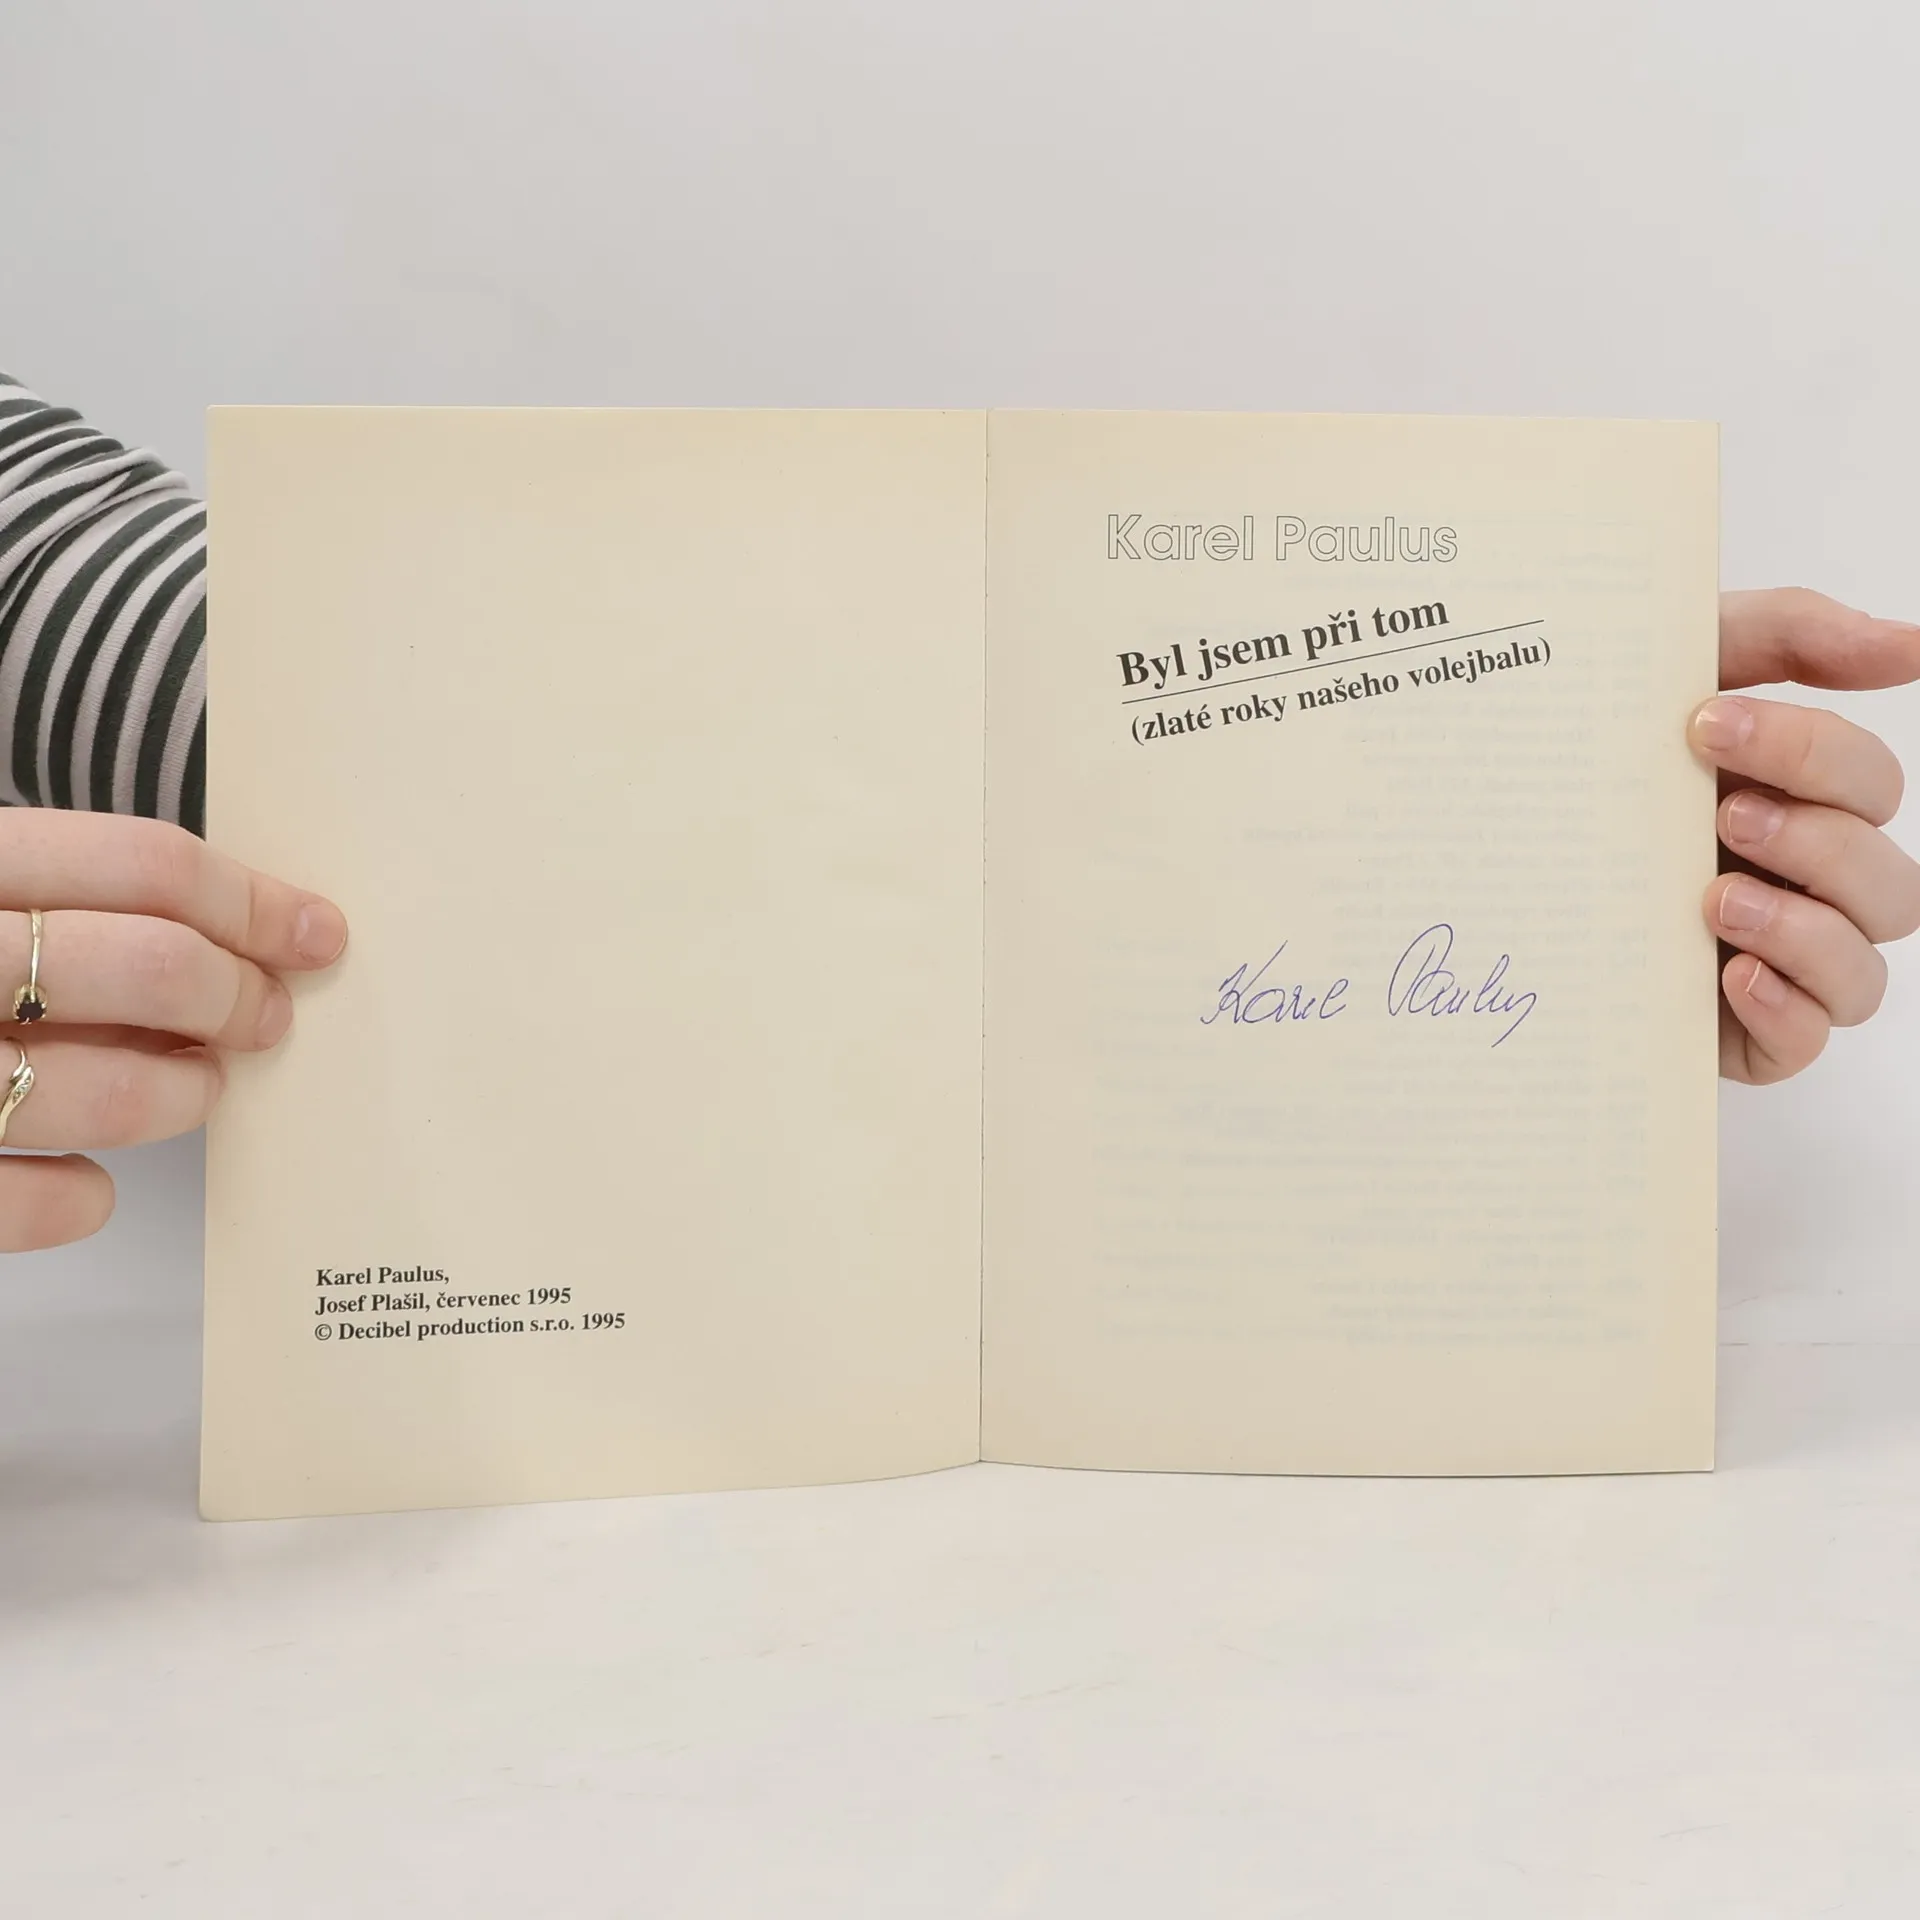 Karel Paulus,
Josef Plašil, červenec 1995
© Decibel production s.r.o. 1995
Karel Paulus
Byl jsem při tom
(zlaté roky našeho volejbalu)
Karel Paulus